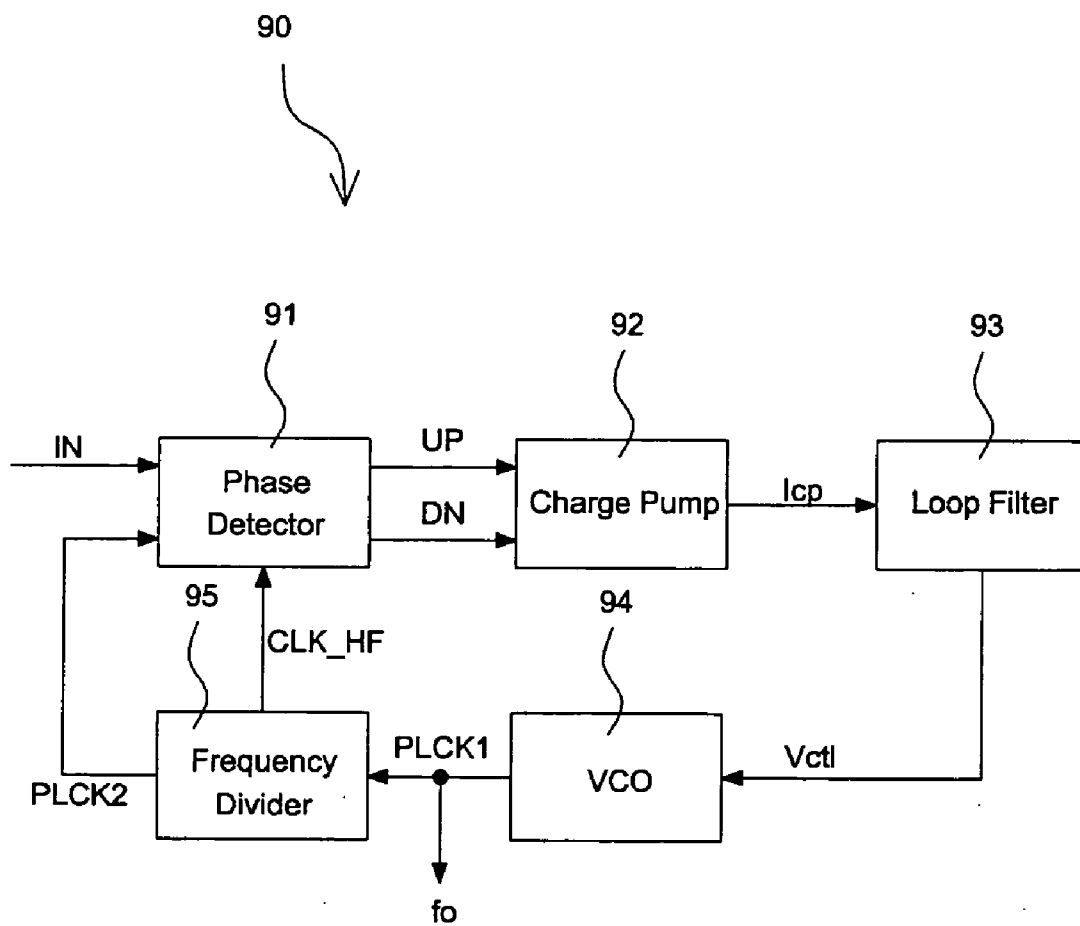 90
91
92
93
IN
Phase
Detector
UP
DN
Charge Pump
Icp
Loop Filter
95
CLK_HF
94
PLCK2
Frequency
Divider
PLCK1
VCO
Vctl
fo